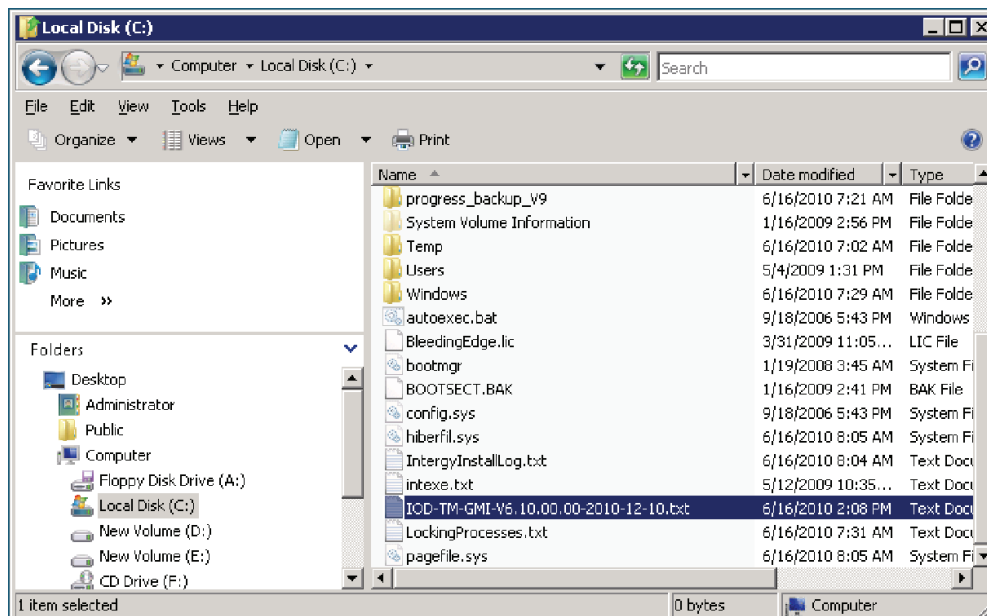 Local Disk (C:)
Computer Local Disk (C:) Search
File Edit View Tools Help
Organize Views Open Print
Favorite Links
Documents
Pictures
Music
More »
Folders
Desktop
Administrator
Public
Computer
Floppy Disk Drive (A:)
Local Disk (C:)
New Volume (D:)
New Volume (E:)
CD Drive (F:)
Name Date modified Type
progress_backup_V9 6/16/2010 7:21 AM File Folde
System Volume Information 1/16/2009 2:56 PM File Folde
Temp 6/16/2010 7:02 AM File Folde
Users 5/4/2009 1:31 PM File Folde
Windows 6/16/2010 7:29 AM File Folde
autoexec.bat 9/18/2006 5:43 PM Windows
BleedingEdge.lic 3/31/2009 11:05... LIC File
bootmgr 1/19/2008 3:45 AM System Fi
BOOTSECT.BAK 1/16/2009 2:41 PM BAK File
config.sys 9/18/2006 5:43 PM System Fi
hiberfil.sys 6/16/2010 8:05 AM System Fi
IntergyInstallLog.txt 6/16/2010 8:04 AM Text Docu
intexe.txt 5/12/2009 10:35... Text Docu
IOD-TM-GMI-V6.10.00.00-2010-12-10.txt 6/16/2010 2:08 PM Text Docu
LockingProcesses.txt 6/16/2010 7:31 AM Text Docu
pagefile.sys 6/16/2010 8:05 AM System Fi
1 item selected 0 bytes Computer